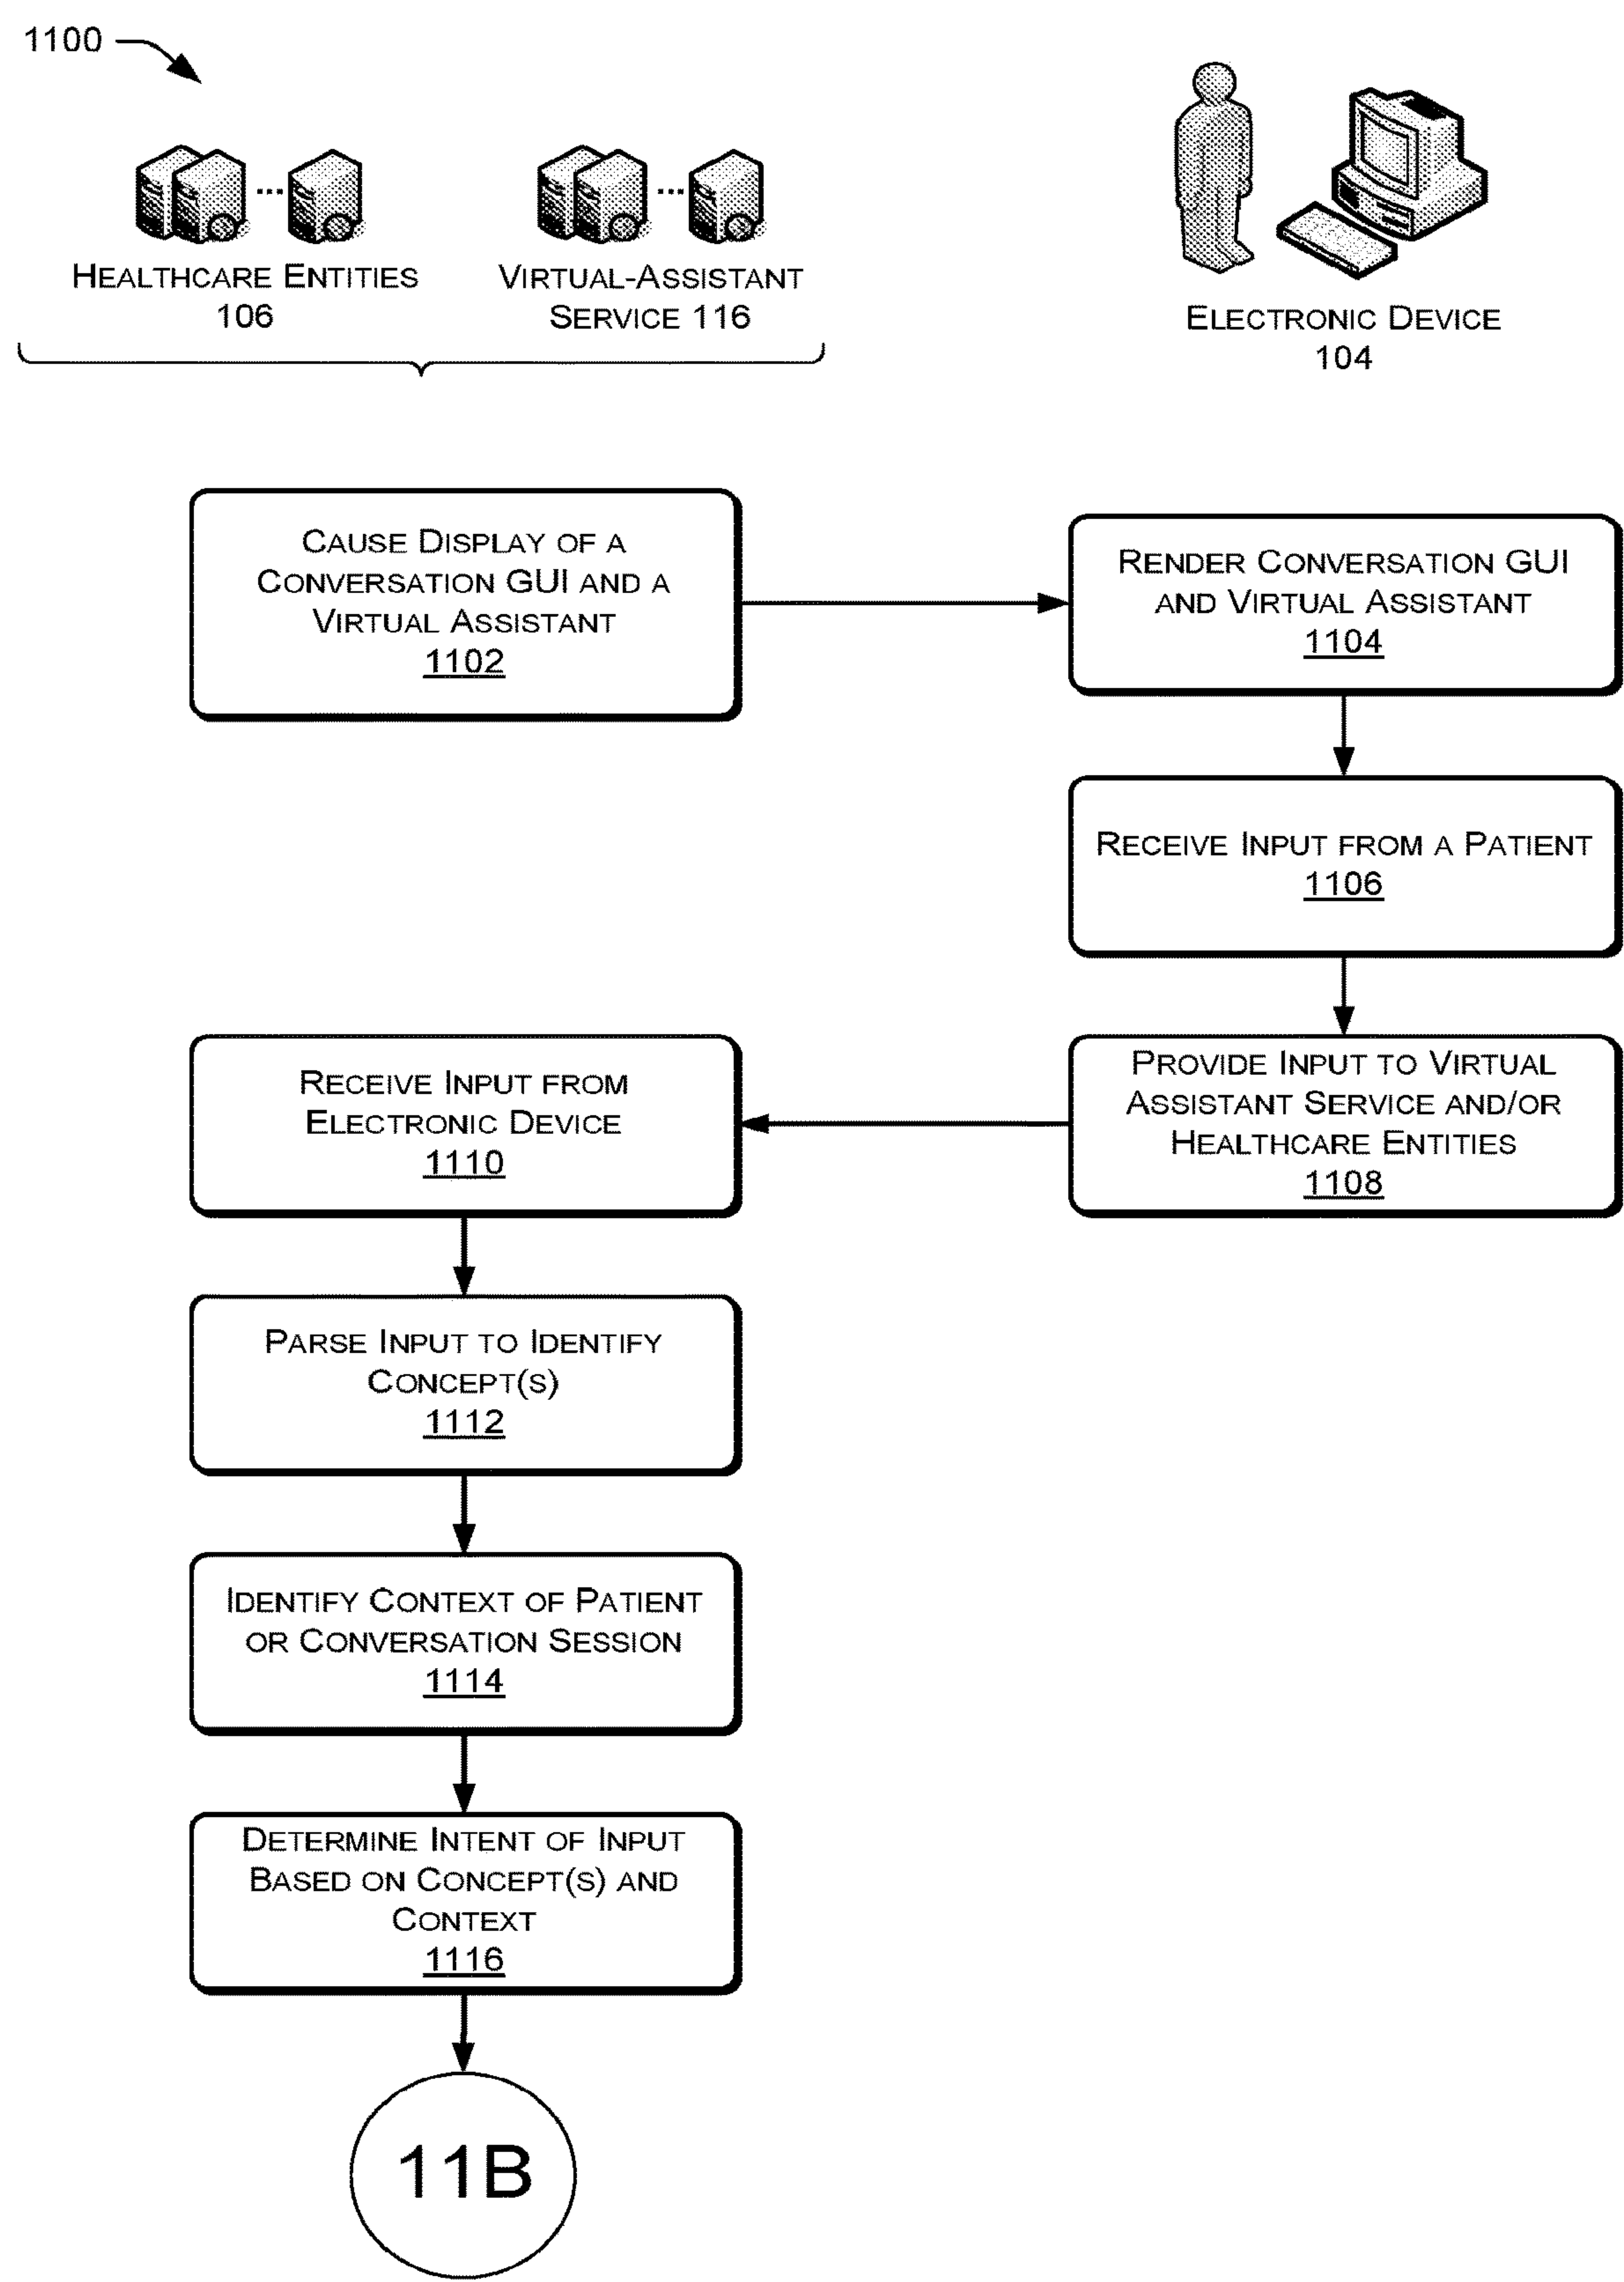 1100
HEALTHCARE ENTITIES
106
VIRTUAL-ASSISTANT
SERVICE 116
ELECTRONIC DEVICE
104
CAUSE DISPLAY OF A
CONVERSATION GUI AND A
VIRTUAL ASSISTANT
1102
RENDER CONVERSATION GUI
AND VIRTUAL ASSISTANT
1104
RECEIVE INPUT FROM A PATIENT
1106
PROVIDE INPUT TO VIRTUAL
ASSISTANT SERVICE AND/OR
HEALTHCARE ENTITIES
1108
RECEIVE INPUT FROM
ELECTRONIC DEVICE
1110
PARSE INPUT TO IDENTIFY
CONCEPT(S)
1112
IDENTIFY CONTEXT OF PATIENT
OR CONVERSATION SESSION
1114
DETERMINE INTENT OF INPUT
BASED ON CONCEPT(S) AND
CONTEXT
1116
11B